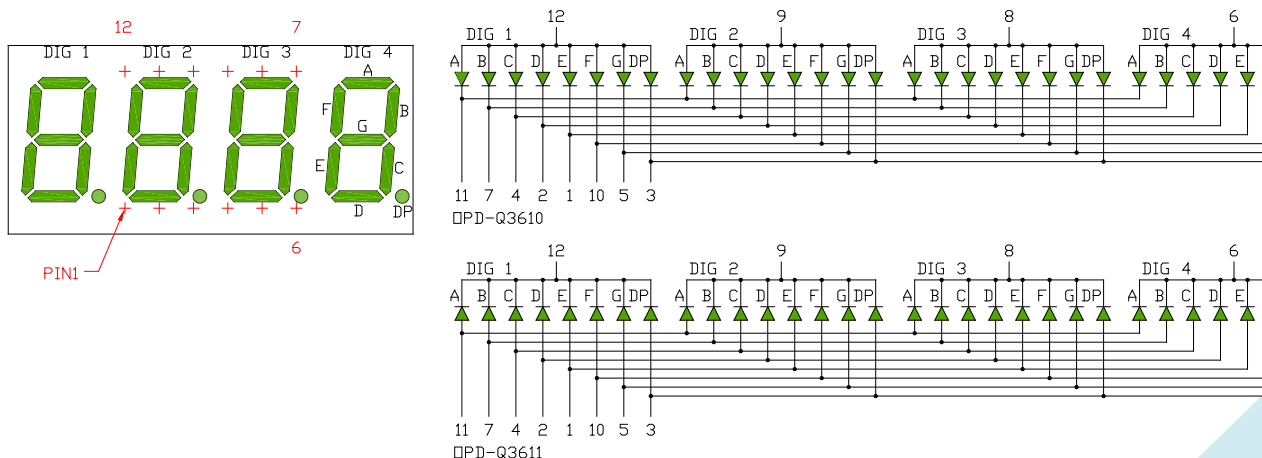 12 7
DIG 1 DIG 2 DIG 3 DIG 4
A
F B
G
E C
D DP
6
PIN1
12 9 8 6
DIG 1 DIG 2 DIG 3 DIG 4
A B C D E F G DP A B C D E F G DP A B C D E F G DP A B C D E
11 7 4 2 1 10 5 3
OPD-Q3610
12 9 8 6
DIG 1 DIG 2 DIG 3 DIG 4
A B C D E F G DP A B C D E F G DP A B C D E F G DP A B C D E
11 7 4 2 1 10 5 3
OPD-Q3611